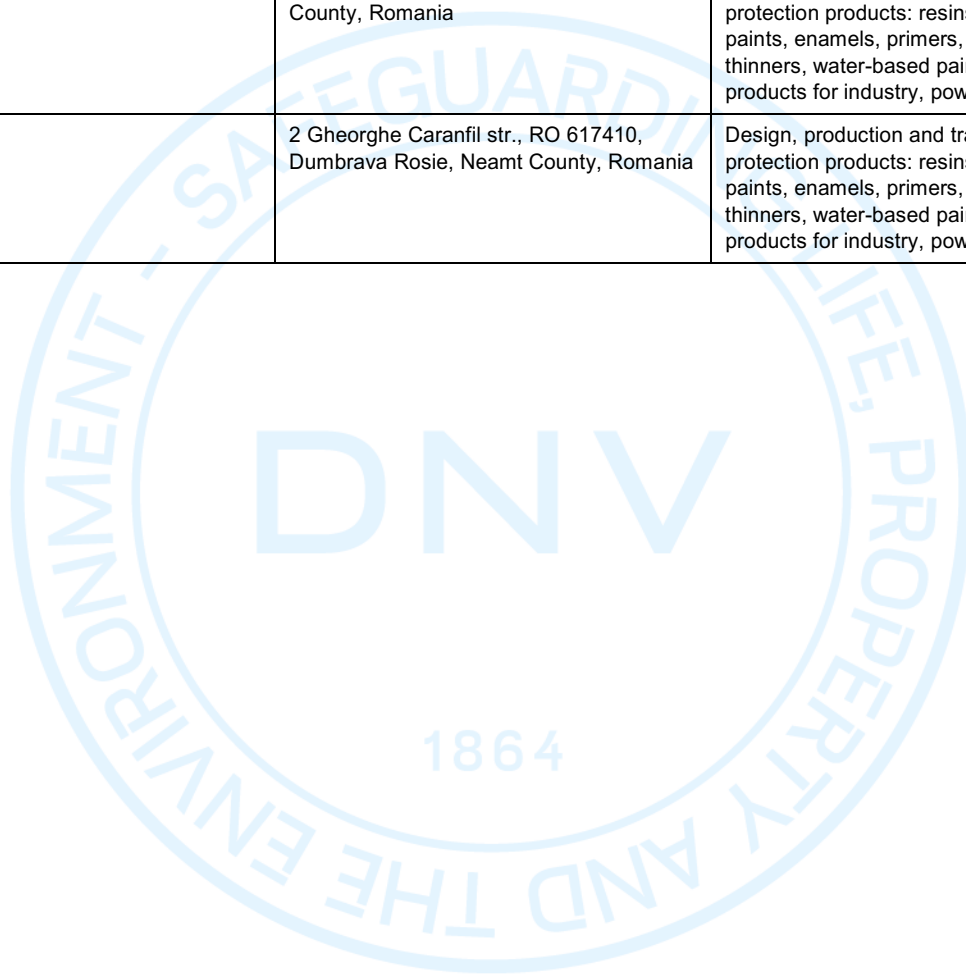 County, Romania
protection products: resin
paints, enamels, primers,
thinners, water-based pai
products for industry, pow
2 Gheorghe Caranfil str., RO 617410,
Dumbrava Rosie, Neamt County, Romania
Design, production and tra
protection products: resins
paints, enamels, primers,
thinners, water-based pai
products for industry, pow
SAFEGUARDING LIFE, PROPERTY AND THE ENVIRONMENT -
DNV
1864